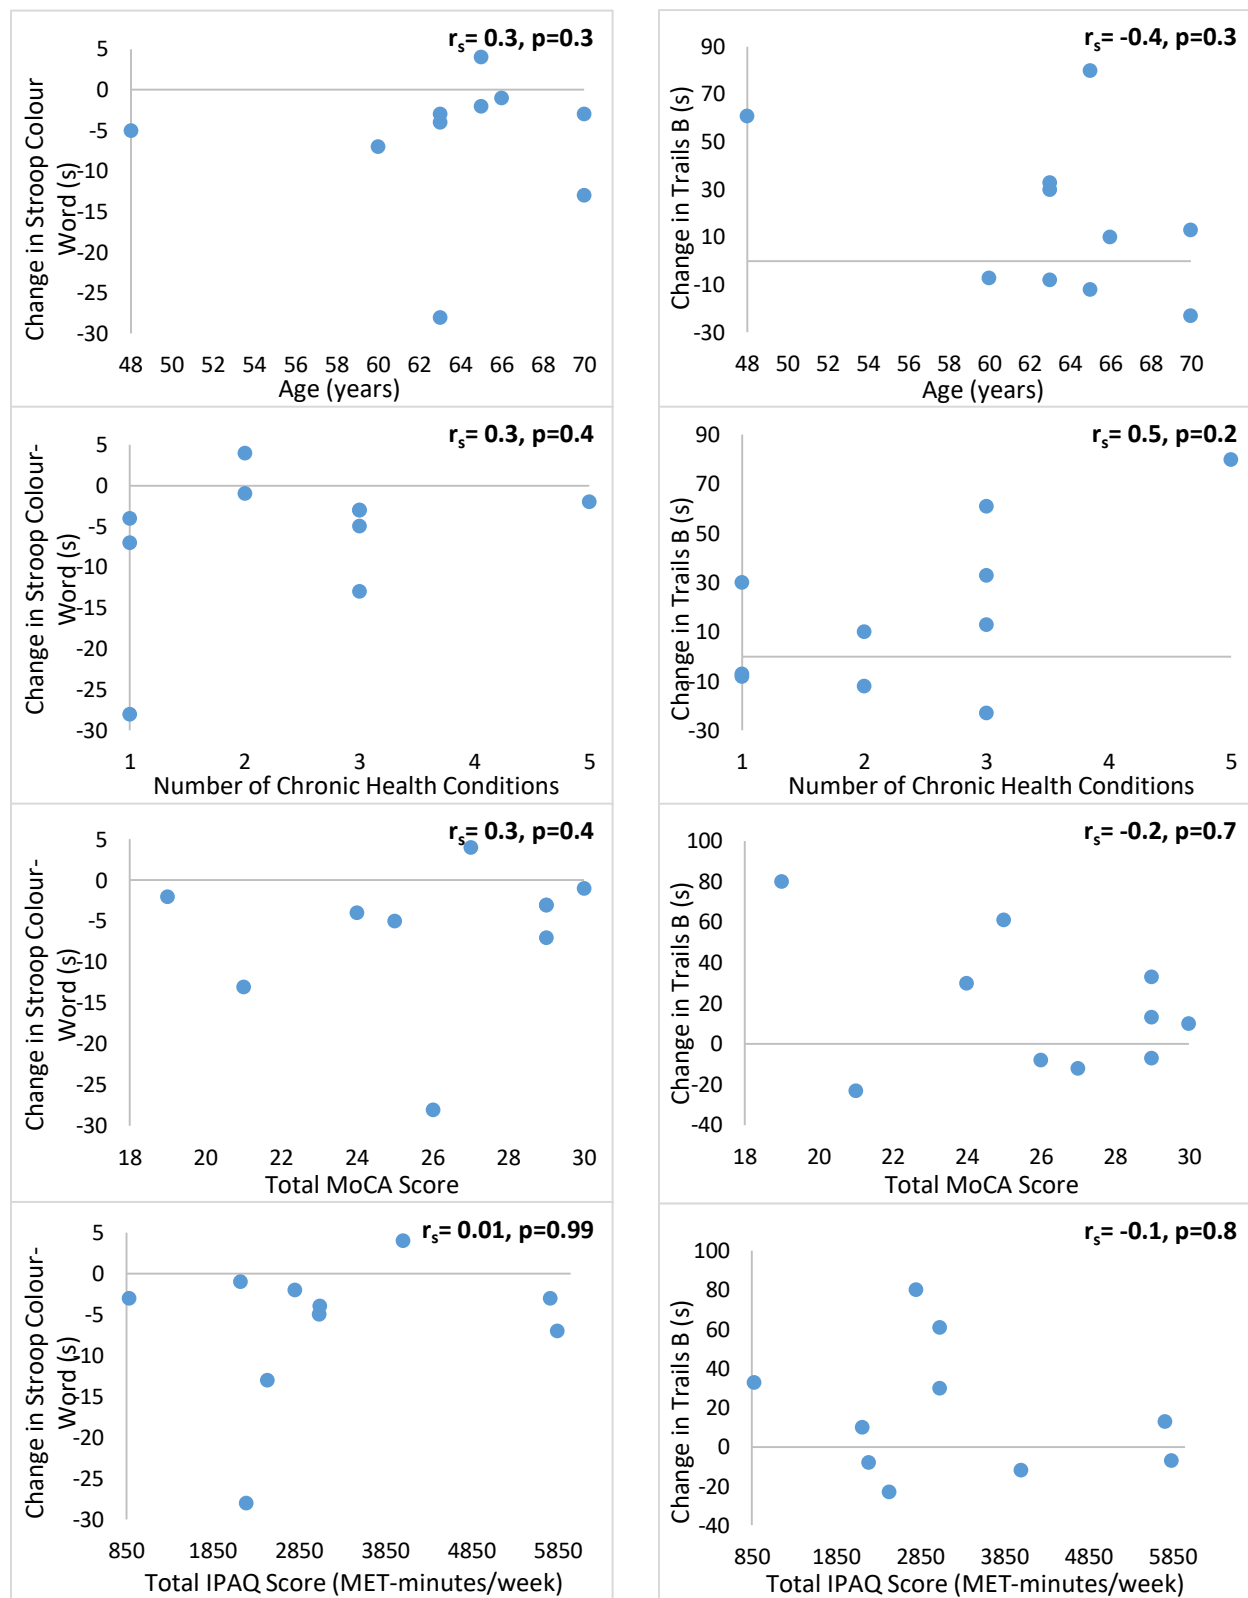 r_s= 0.3, p=0.3
5
0
-5
-10
-15
-20
-25
-30
Change in Stroop Colour
Word (s)
48 50 52 54 56 58 60 62 64 66 68 70
Age (years)
r_s= -0.4, p=0.3
90
70
50
30
10
-10
-30
Change in Trails B (s)
48 50 52 54 56 58 60 62 64 66 68 70
Age (years)
r_s= 0.3, p=0.4
5
0
-5
-10
-15
-20
-25
-30
Change in Stroop Colour-
Word (s)
1 2 3 4 5
Number of Chronic Health Conditions
r_s= 0.5, p=0.2
90
70
50
30
10
-10
-30
Change in Trails B (s)
1 2 3 4 5
Number of Chronic Health Conditions
r_s= 0.3, p=0.4
5
0
-5
-10
-15
-20
-25
-30
Change in Stroop Colour-
Word (s)
18 20 22 24 26 28 30
Total MoCA Score
r_s= -0.2, p=0.7
100
80
60
40
20
0
-20
-40
Change in Trails B (s)
18 20 22 24 26 28 30
Total MoCA Score
r_s= 0.01, p=0.99
5
0
-5
-10
-15
-20
-25
-30
Change in Stroop Colour-
Word (s)
850 1850 2850 3850 4850 5850
Total IPAQ Score (MET-minutes/week)
r_s= -0.1, p=0.8
100
80
60
40
20
0
-20
-40
Change in Trails B (s)
850 1850 2850 3850 4850 5850
Total IPAQ Score (MET-minutes/week)